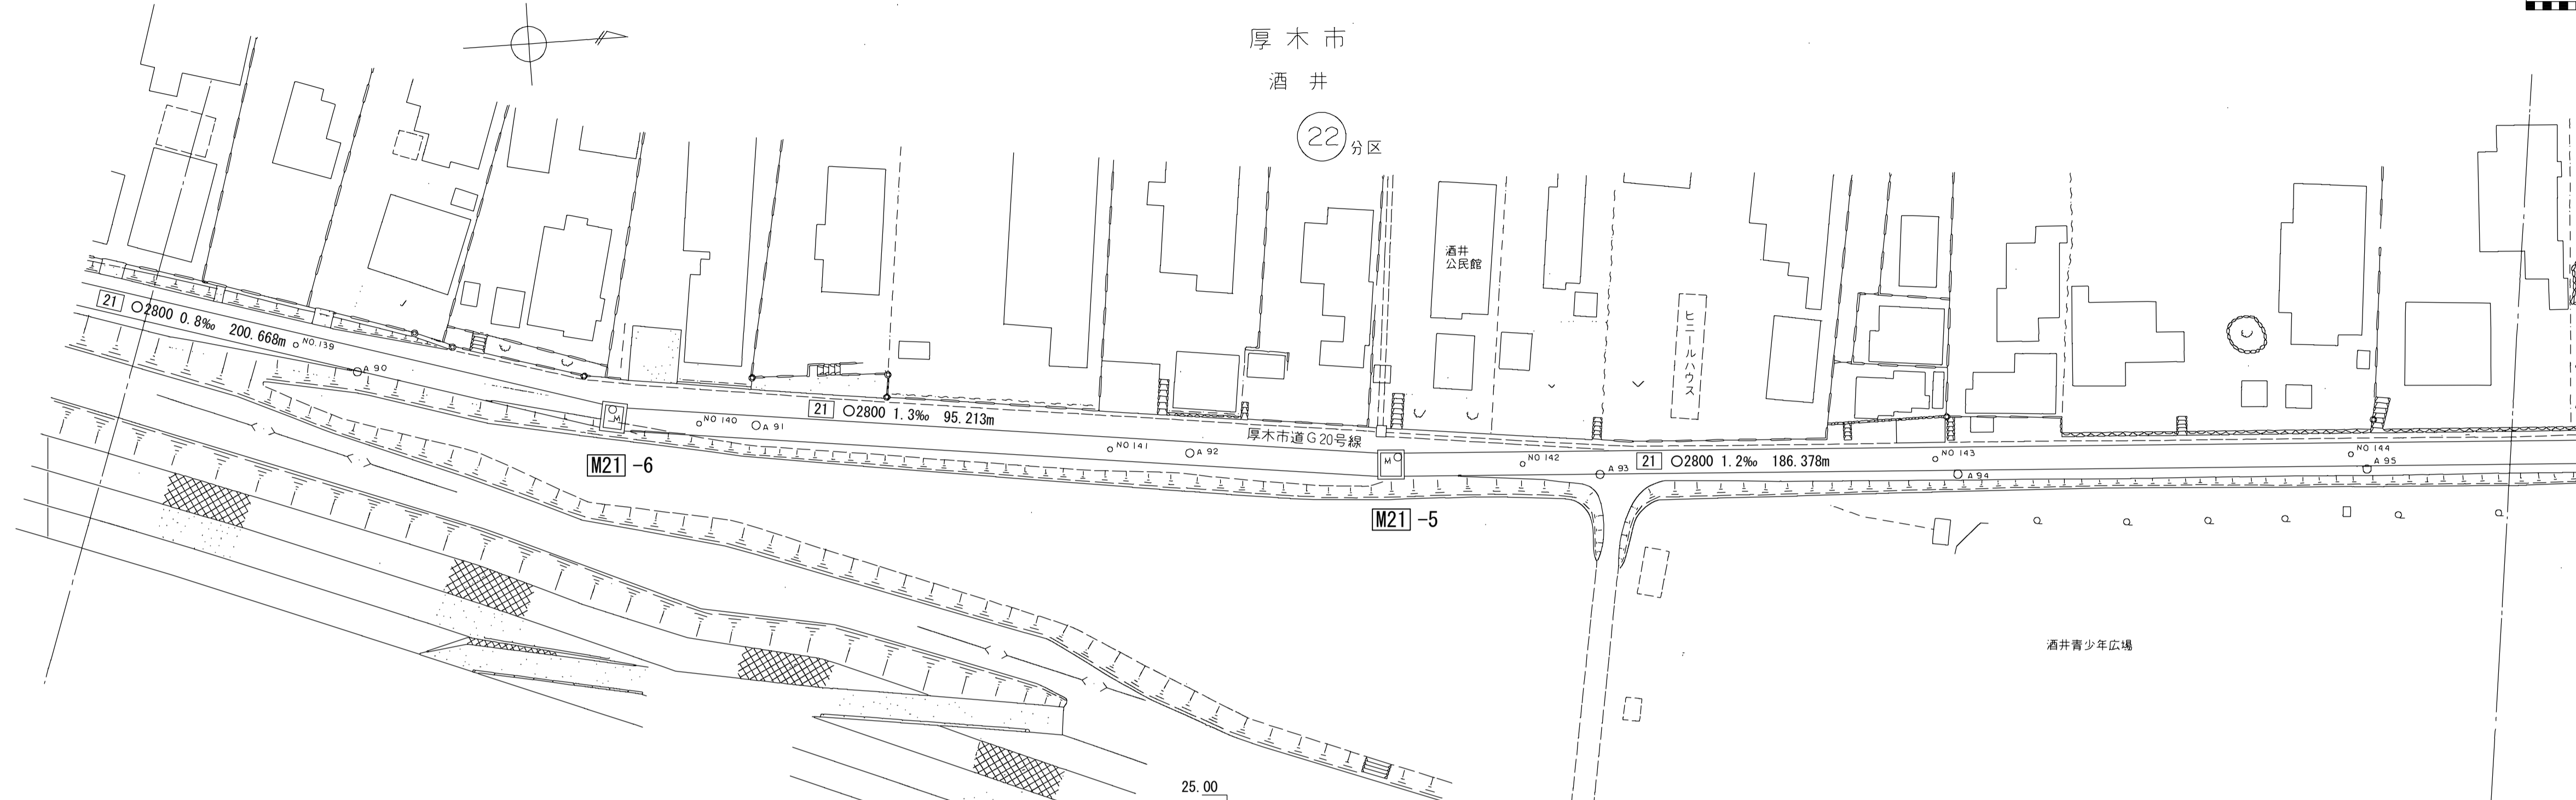 厚木市
酒井
22 分区
酒井
公民館
ビニールハウス
21 ○2800 0.8‰ 200.668m
NO.139
A 90
M
NO 140
A 91
21 ○2800 1.3‰ 95.213m
厚木市道G20号線
NO 141
A 92
M
NO 142
A 93
21 ○2800 1.2‰ 186.378m
NO 143
A 94
NO 144
A 95
M21 -6
M21 -5
酒井青少年広場
25.00